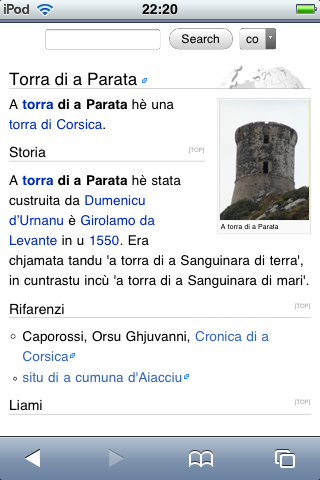 iPod 22:20
Search co
Torra di a Parata
A torra di a Parata hè una
torra di Corsica.
A torra di a Parata
Storia [TOP]
A torra di a Parata hè stata
custruita da Dumenicu
d'Urnanu è Girolamo da
Levante in u 1550. Era
chjamata tandu 'a torra di a Sanguinara di terra',
in cuntrastu incù 'a torra di a Sanguinara di mari'.
Rifarenzi [TOP]
Caporossi, Orsu Ghjuvanni, Cronica di a
Corsica
situ di a cumuna d'Aiacciu
Liami [TOP]